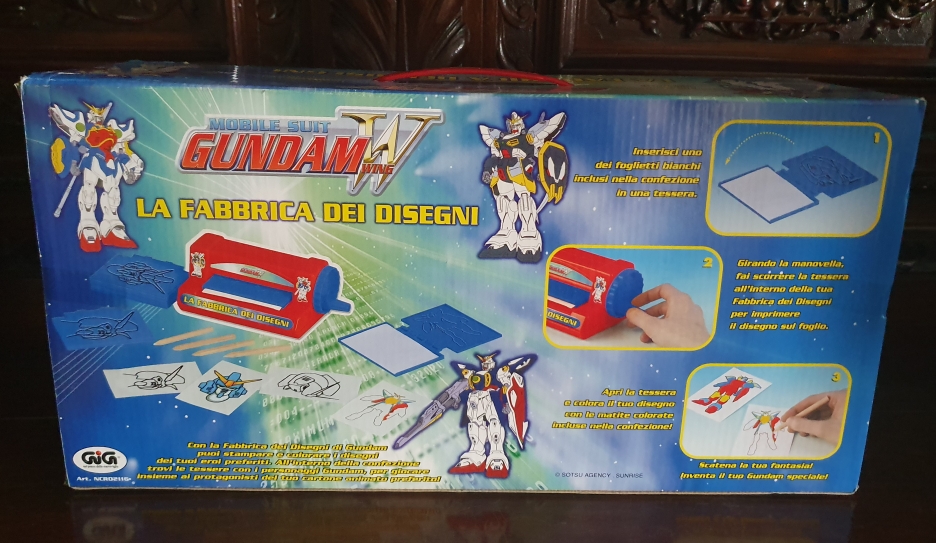 MOBILE SUIT
GUNDAM W
WING
LA FABBRICA DEI DISEGNI
Inserisci uno
dei foglietti bianchi
inclusi nella confezione
in una tessera.
1
2
Girando la manovella,
fai scorrere la tessera
all'interno della tua
Fabbrica dei Disegni
per imprimere
il disegno sul foglio.
LA FABBRICA DEI DISEGNI
DISEGNI
Apri la tessera
e colora il tuo disegno
con le matite colorate
incluse nella confezione!
3
Scatena la tua fantasia!
Inventa il tuo Gundam speciale!
Con la Fabbrica dei Disegni di Gundam
puoi stampare e colorare i disegni
dei tuoi eroi preferiti. All'interno della confezione
trovi le tessere con i personaggi Gundam, per giocare
insieme ai protagonisti del tuo cartone animato preferito!
GiG
Art. NCR02116
© SOTSU AGENCY SUNRISE